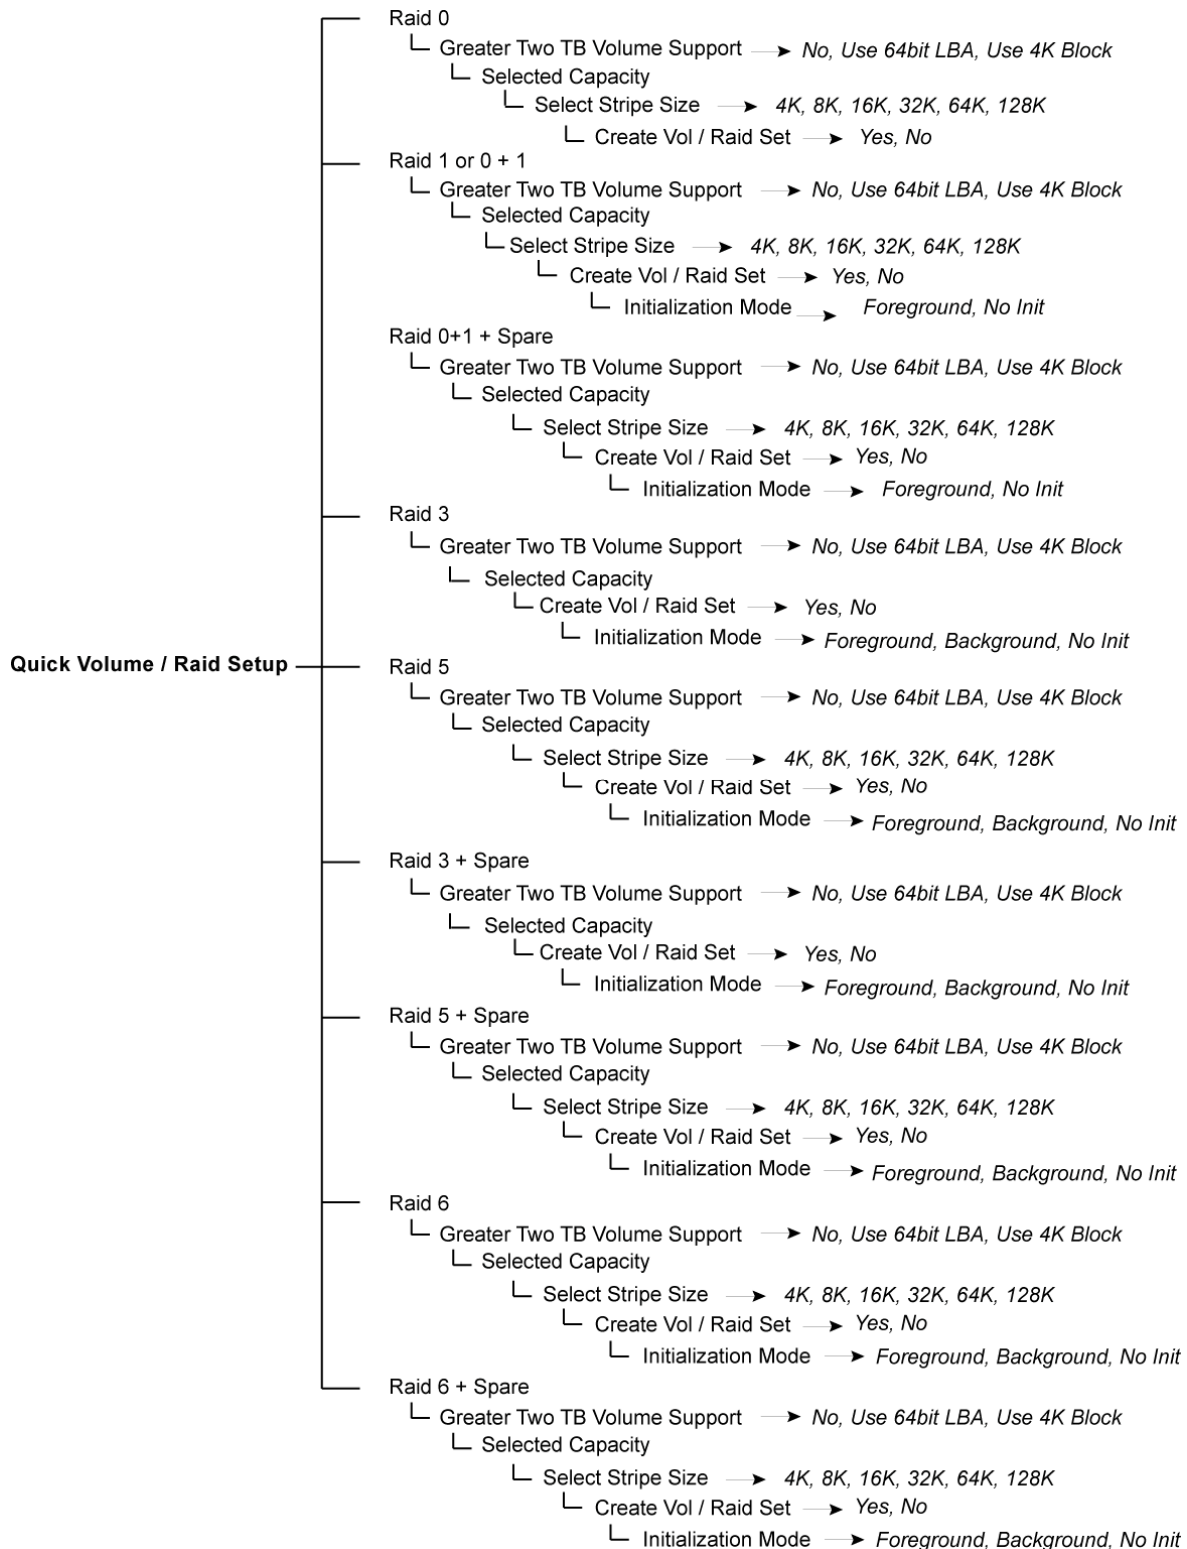 Raid 0
Greater Two TB Volume Support No, Use 64bit LBA, Use 4K Block
Selected Capacity
Select Stripe Size 4K, 8K, 16K, 32K, 64K, 128K
Create Vol / Raid Set Yes, No
Raid 1 or 0 + 1
Greater Two TB Volume Support No, Use 64bit LBA, Use 4K Block
Selected Capacity
Select Stripe Size 4K, 8K, 16K, 32K, 64K, 128K
Create Vol / Raid Set Yes, No
Initialization Mode Foreground, No Init
Raid 0+1 + Spare
Greater Two TB Volume Support No, Use 64bit LBA, Use 4K Block
Selected Capacity
Select Stripe Size 4K, 8K, 16K, 32K, 64K, 128K
Create Vol / Raid Set Yes, No
Initialization Mode Foreground, No Init
Raid 3
Greater Two TB Volume Support No, Use 64bit LBA, Use 4K Block
Selected Capacity
Create Vol / Raid Set Yes, No
Initialization Mode Foreground, Background, No Init
Quick Volume / Raid Setup
Raid 5
Greater Two TB Volume Support No, Use 64bit LBA, Use 4K Block
Selected Capacity
Select Stripe Size 4K, 8K, 16K, 32K, 64K, 128K
Create Vol / Raid Set Yes, No
Initialization Mode Foreground, Background, No Init
Raid 3 + Spare
Greater Two TB Volume Support No, Use 64bit LBA, Use 4K Block
Selected Capacity
Create Vol / Raid Set Yes, No
Initialization Mode Foreground, Background, No Init
Raid 5 + Spare
Greater Two TB Volume Support No, Use 64bit LBA, Use 4K Block
Selected Capacity
Select Stripe Size 4K, 8K, 16K, 32K, 64K, 128K
Create Vol / Raid Set Yes, No
Initialization Mode Foreground, Background, No Init
Raid 6
Greater Two TB Volume Support No, Use 64bit LBA, Use 4K Block
Selected Capacity
Select Stripe Size 4K, 8K, 16K, 32K, 64K, 128K
Create Vol / Raid Set Yes, No
Initialization Mode Foreground, Background, No Init
Raid 6 + Spare
Greater Two TB Volume Support No, Use 64bit LBA, Use 4K Block
Selected Capacity
Select Stripe Size 4K, 8K, 16K, 32K, 64K, 128K
Create Vol / Raid Set Yes, No
Initialization Mode Foreground, Background, No Init